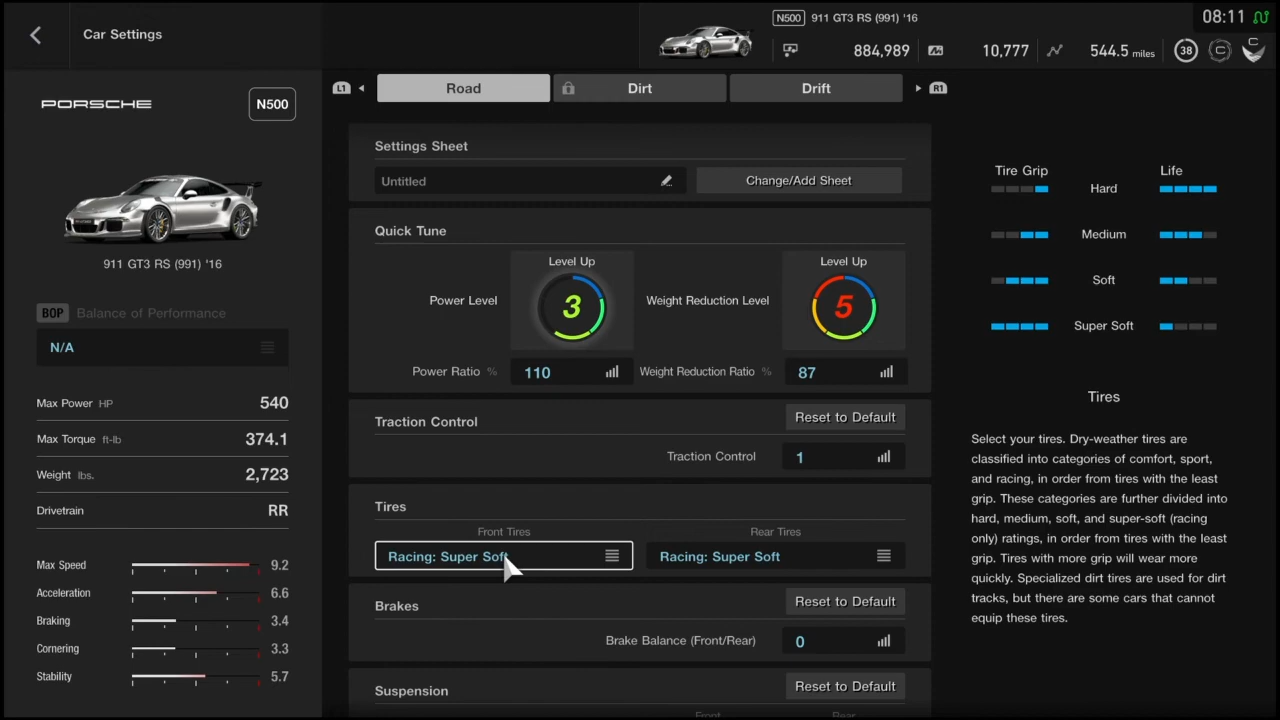 Car Settings
N500 911 GT3 RS (991) '16
884,989 10,777 544.5 miles 38 C C
08:11
PORSCHE N500
911 GT3 RS (991) '16
BOP Balance of Performance
N/A
Max Power HP 540
Max Torque ft-lb 374.1
Weight lbs. 2,723
Drivetrain RR
Max Speed 9.2
Acceleration 6.6
Braking 3.4
Cornering 3.3
Stability 5.7
L1 Road Dirt Drift R1
Settings Sheet
Untitled Change/Add Sheet
Quick Tune
Level Up Level Up
Power Level 3 Weight Reduction Level 5
Power Ratio % 110 Weight Reduction Ratio % 87
Traction Control Reset to Default
Traction Control 1
Tires
Front Tires Rear Tires
Racing: Super Soft Racing: Super Soft
Brakes Reset to Default
Brake Balance (Front/Rear) 0
Suspension Reset to Default
Front Rear
Tire Grip Life
Hard
Medium
Soft
Super Soft
Tires
Select your tires. Dry-weather tires are
classified into categories of comfort, sport,
and racing, in order from tires with the least
grip. These categories are further divided into
hard, medium, soft, and super-soft (racing
only) ratings, in order from tires with the least
grip. Tires with more grip will wear more
quickly. Specialized dirt tires are used for dirt
tracks, but there are some cars that cannot
equip these tires.